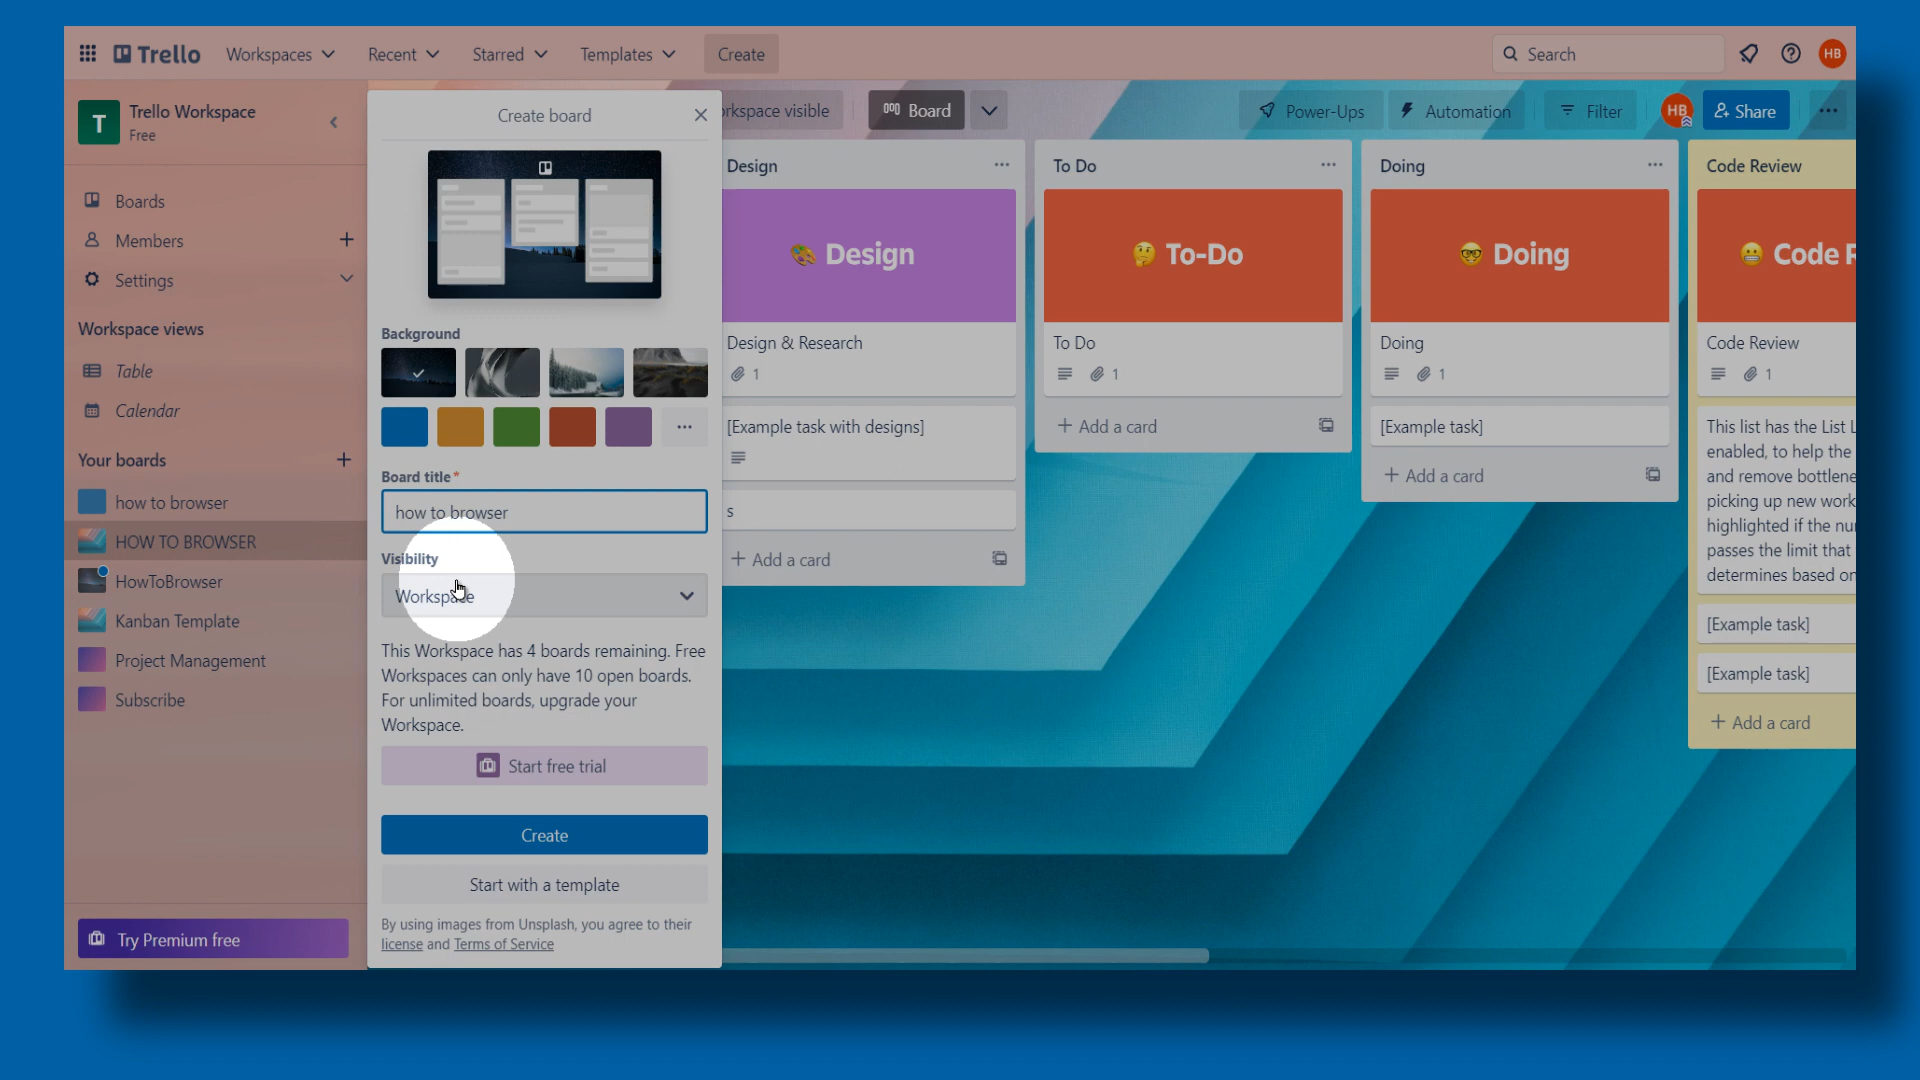 Trello
Workspaces
Recent
Starred
Templates
Create
Search
HB
T
Trello Workspace
Free
Boards
Members
Settings
Workspace views
Table
Calendar
Your boards
how to browser
HOW TO BROWSER
HowToBrowser
Kanban Template
Project Management
Subscribe
Try Premium free
Create board
Background
Board title*
how to browser
Visibility
Workspace
This Workspace has 4 boards remaining. Free
Workspaces can only have 10 open boards.
For unlimited boards, upgrade your
Workspace.
Start free trial
Create
Start with a template
By using images from Unsplash, you agree to their
license and Terms of Service
visible
Board
Power-Ups
Automation
Filter
HB
Share
Design
Design
Design & Research
1
[Example task with designs]
s
Add a card
To Do
To-Do
To Do
1
Add a card
Doing
Doing
Doing
1
[Example task]
Add a card
Code Review
Code
Code Review
1
This list has the List
enabled, to help the
and remove
picking up new work
highlighted if the
passes the limit that
determines based on
[Example task]
[Example task]
Add a card